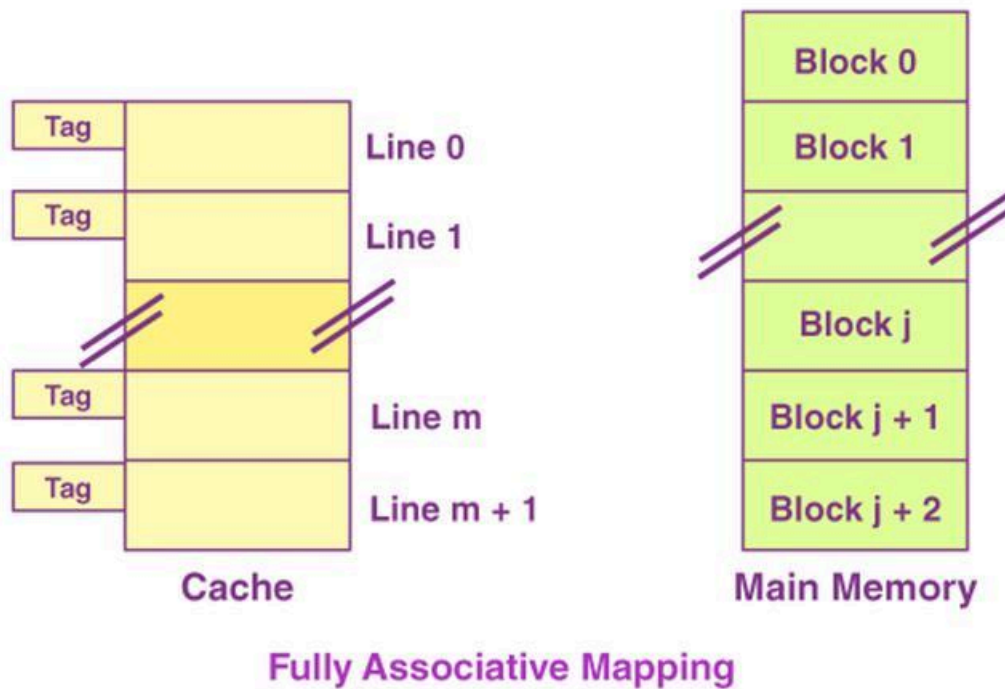 Tag
Line 0
Tag
Line 1
Tag
Line m
Tag
Line m + 1
Cache
Block 0
Block 1
Block j
Block j + 1
Block j + 2
Main Memory
Fully Associative Mapping